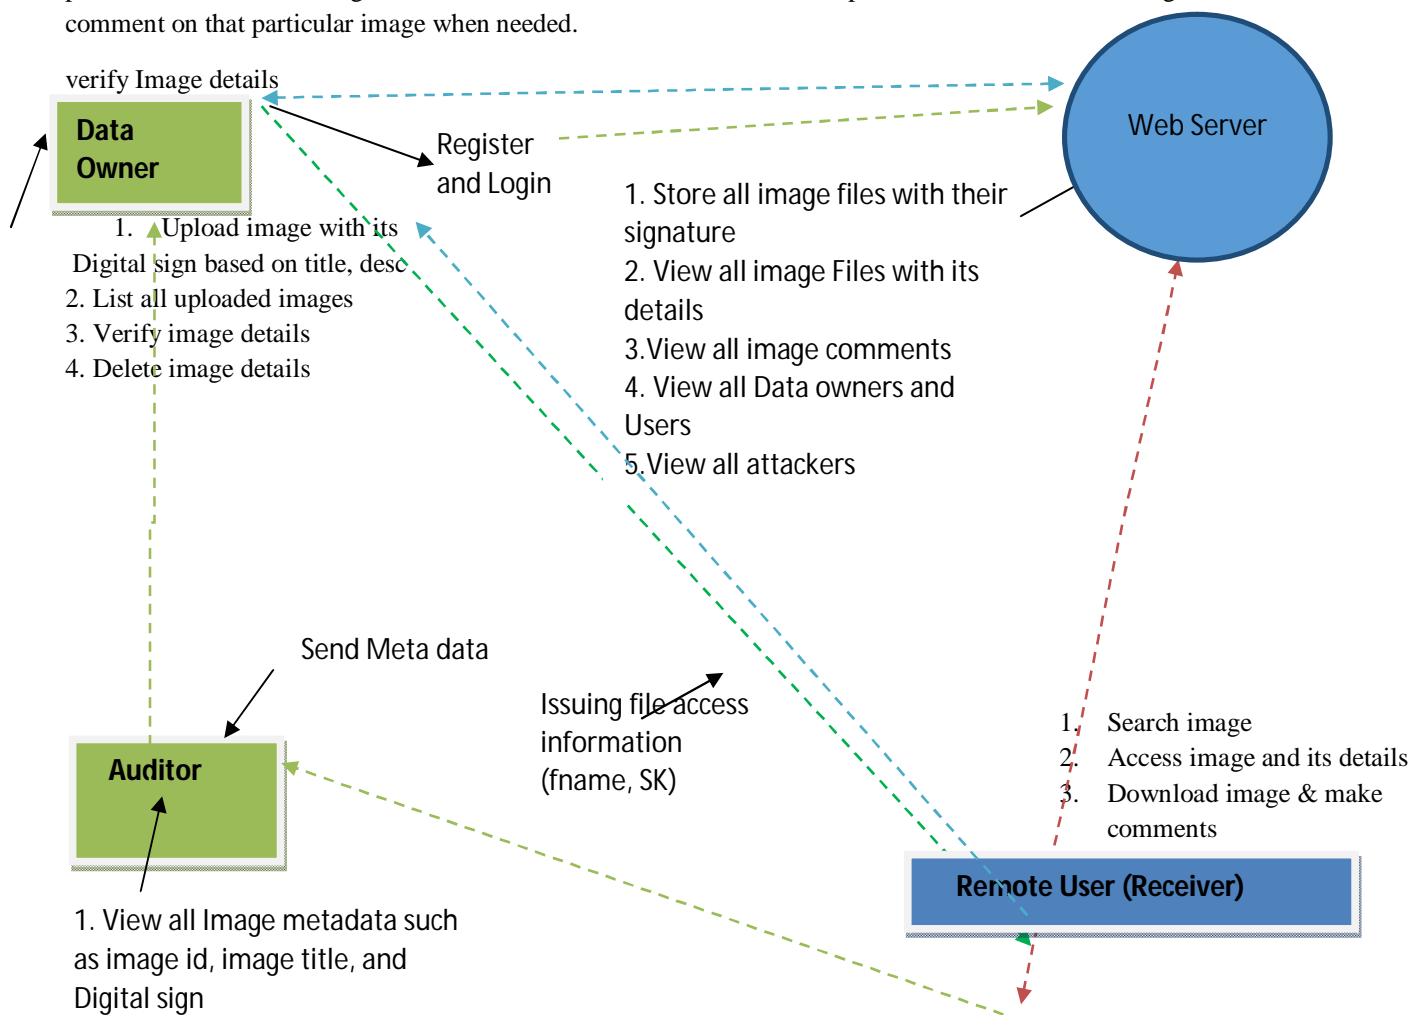 comment on that particular image when needed.
verify Image details
Data
Owner
Register
and Login
Web Server
1. Upload image with its
Digital sign based on title, desc
2. List all uploaded images
3. Verify image details
4. Delete image details
1. Store all image files with their
signature
2. View all image Files with its
details
3.View all image comments
4. View all Data owners and
Users
5.View all attackers
Send Meta data
Issuing file access
information
(fname, SK)
1. Search image
2. Access image and its details
3. Download image & make
comments
Auditor
Remote User (Receiver)
1. View all Image metadata such
as image id, image title, and
Digital sign